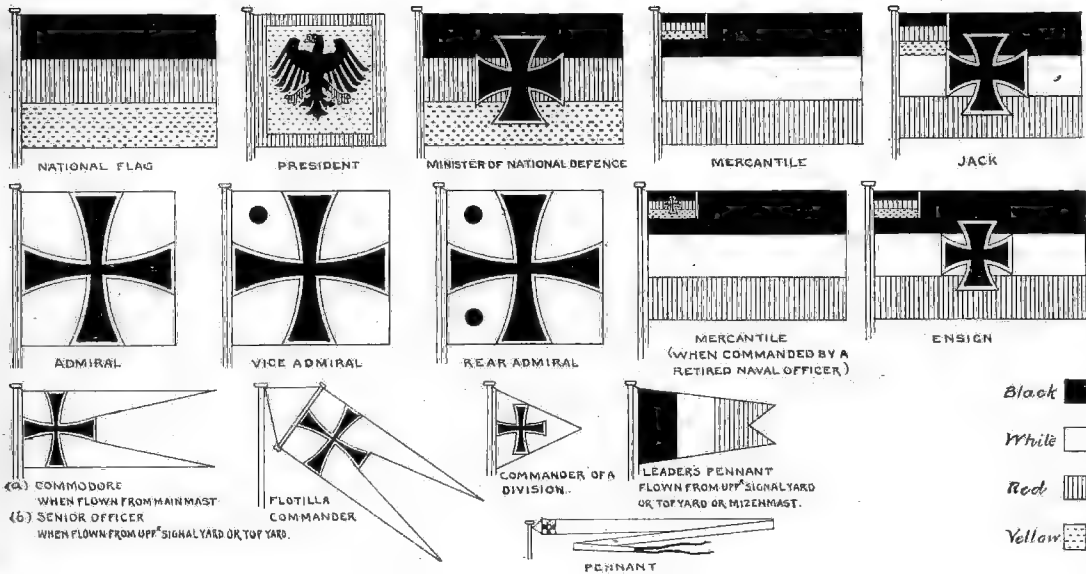 NATIONAL FLAG
PRESIDENT
MINISTER OF NATIONAL DEFENCE
MERCANTILE
JACK
ADMIRAL
VICE ADMIRAL
REAR ADMIRAL
MERCANTILE
(WHEN COMMANDED BY A
RETIRED NAVAL OFFICER)
ENSIGN
(a) COMMODORE
WHEN FLOWN FROM MAINMAST
(b) SENIOR OFFICER
WHEN FLOWN FROM UPPR SIGNAL YARD OR TOP YARD.
FLOTILLA
COMMANDER
COMMANDER OF A
DIVISION.
LEADER'S PENNANT
FLOWN FROM UPPR SIGNAL YARD
OR TOP YARD OR MIZENMAST.
PENNANT
Black
White
Red
Yellow